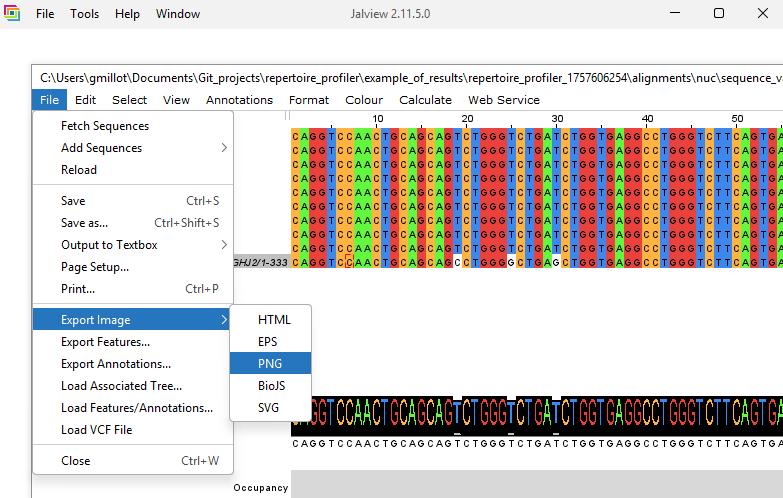 File Tools Help Window Jalview 2.11.5.0
C:\Users\gmillot\Documents\Git_projects\repertoire_profiler\example_of_results\repertoire_profiler_1757606254\alignments\nuc\sequence_v
File Edit Select View Annotations Format Colour Calculate Web Service
Fetch Sequences
Add Sequences
Reload
Save Ctrl+S
Save as... Ctrl+Shift+S
Output to Textbox
Page Setup...
Print... Ctrl+P
Export Image
Export Features...
Export Annotations...
Load Associated Tree...
Load Features/Annotations...
Load VCF File
Close Ctrl+W
HTML
EPS
PNG
BioJS
SVG
10 20 30 40 50
CAGGTCCAACTGCAGCAGTCTGGGTCTGATCTGGTGAGGCCTGGGTCTTCAGTGA
CAGGTCCAACTGCAGCAGTCTGGGTCTGATCTGGTGAGGCCTGGGTCTTCAGTGA
CAGGTCCAACTGCAGCAGTCTGGGTCTGATCTGGTGAGGCCTGGGTCTTCAGTGA
CAGGTCCAACTGCAGCAGTCTGGGTCTGATCTGGTGAGGCCTGGGTCTTCAGTGA
CAGGTCCAACTGCAGCAGTCTGGGTCTGATCTGGTGAGGCCTGGGTCTTCAGTGA
CAGGTCCAACTGCAGCAGTCTGGGTCTGATCTGGTGAGGCCTGGGTCTTCAGTGA
CAGGTCCAACTGCAGCAGTCTGGGTCTGATCTGGTGAGGCCTGGGTCTTCAGTGA
CAGGTCCAACTGCAGCAGTCTGGGTCTGATCTGGTGAGGCCTGGGTCTTCAGTGA
CAGGTCCAACTGCAGCAGTCTGGGTCTGATCTGGTGAGGCCTGGGTCTTCAGTGA
GHJ2/1-333 CAGGTCCAACTGCAGCAGCCTGGGGCTGAGCTGGTGAGGCCTGGGTCTTCAGTGA
GGTCCAACTGCAGCAGTCTGGGTCTGATCTGGTGAGGCCTGGGTCTTCAGTGA
CAGGTCCAACTGCAGCAGTCTGGGTCTGATCTGGTGAGGCCTGGGTCTTCAGTGA
Occupancy